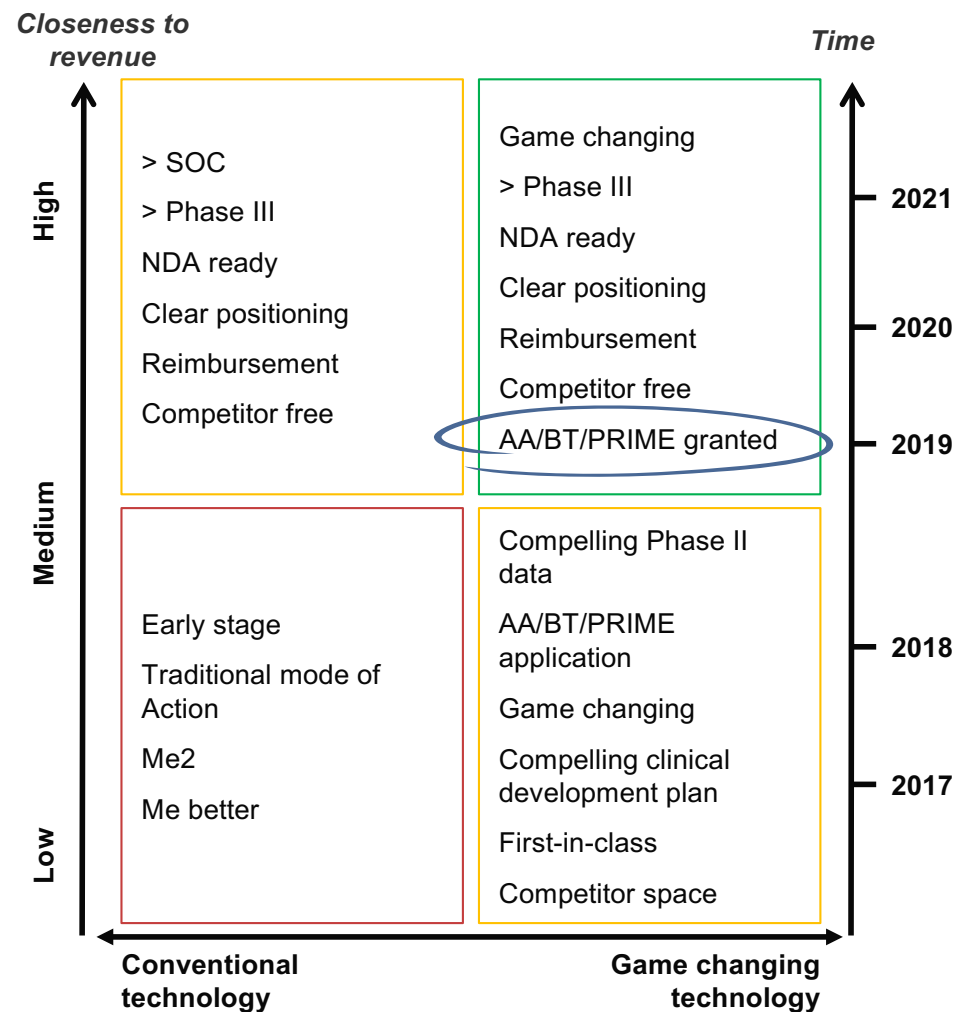 Closeness to
revenue
Time
High
Medium
Low
> SOC
> Phase III
NDA ready
Clear positioning
Reimbursement
Competitor free
Game changing
> Phase III
NDA ready
Clear positioning
Reimbursement
Competitor free
AA/BT/PRIME granted
Early stage
Traditional mode of
Action
Me2
Me better
Compelling Phase II
data
AA/BT/PRIME
application
Game changing
Compelling clinical
development plan
First-in-class
Competitor space
2021
2020
2019
2018
2017
Conventional
technology
Game changing
technology